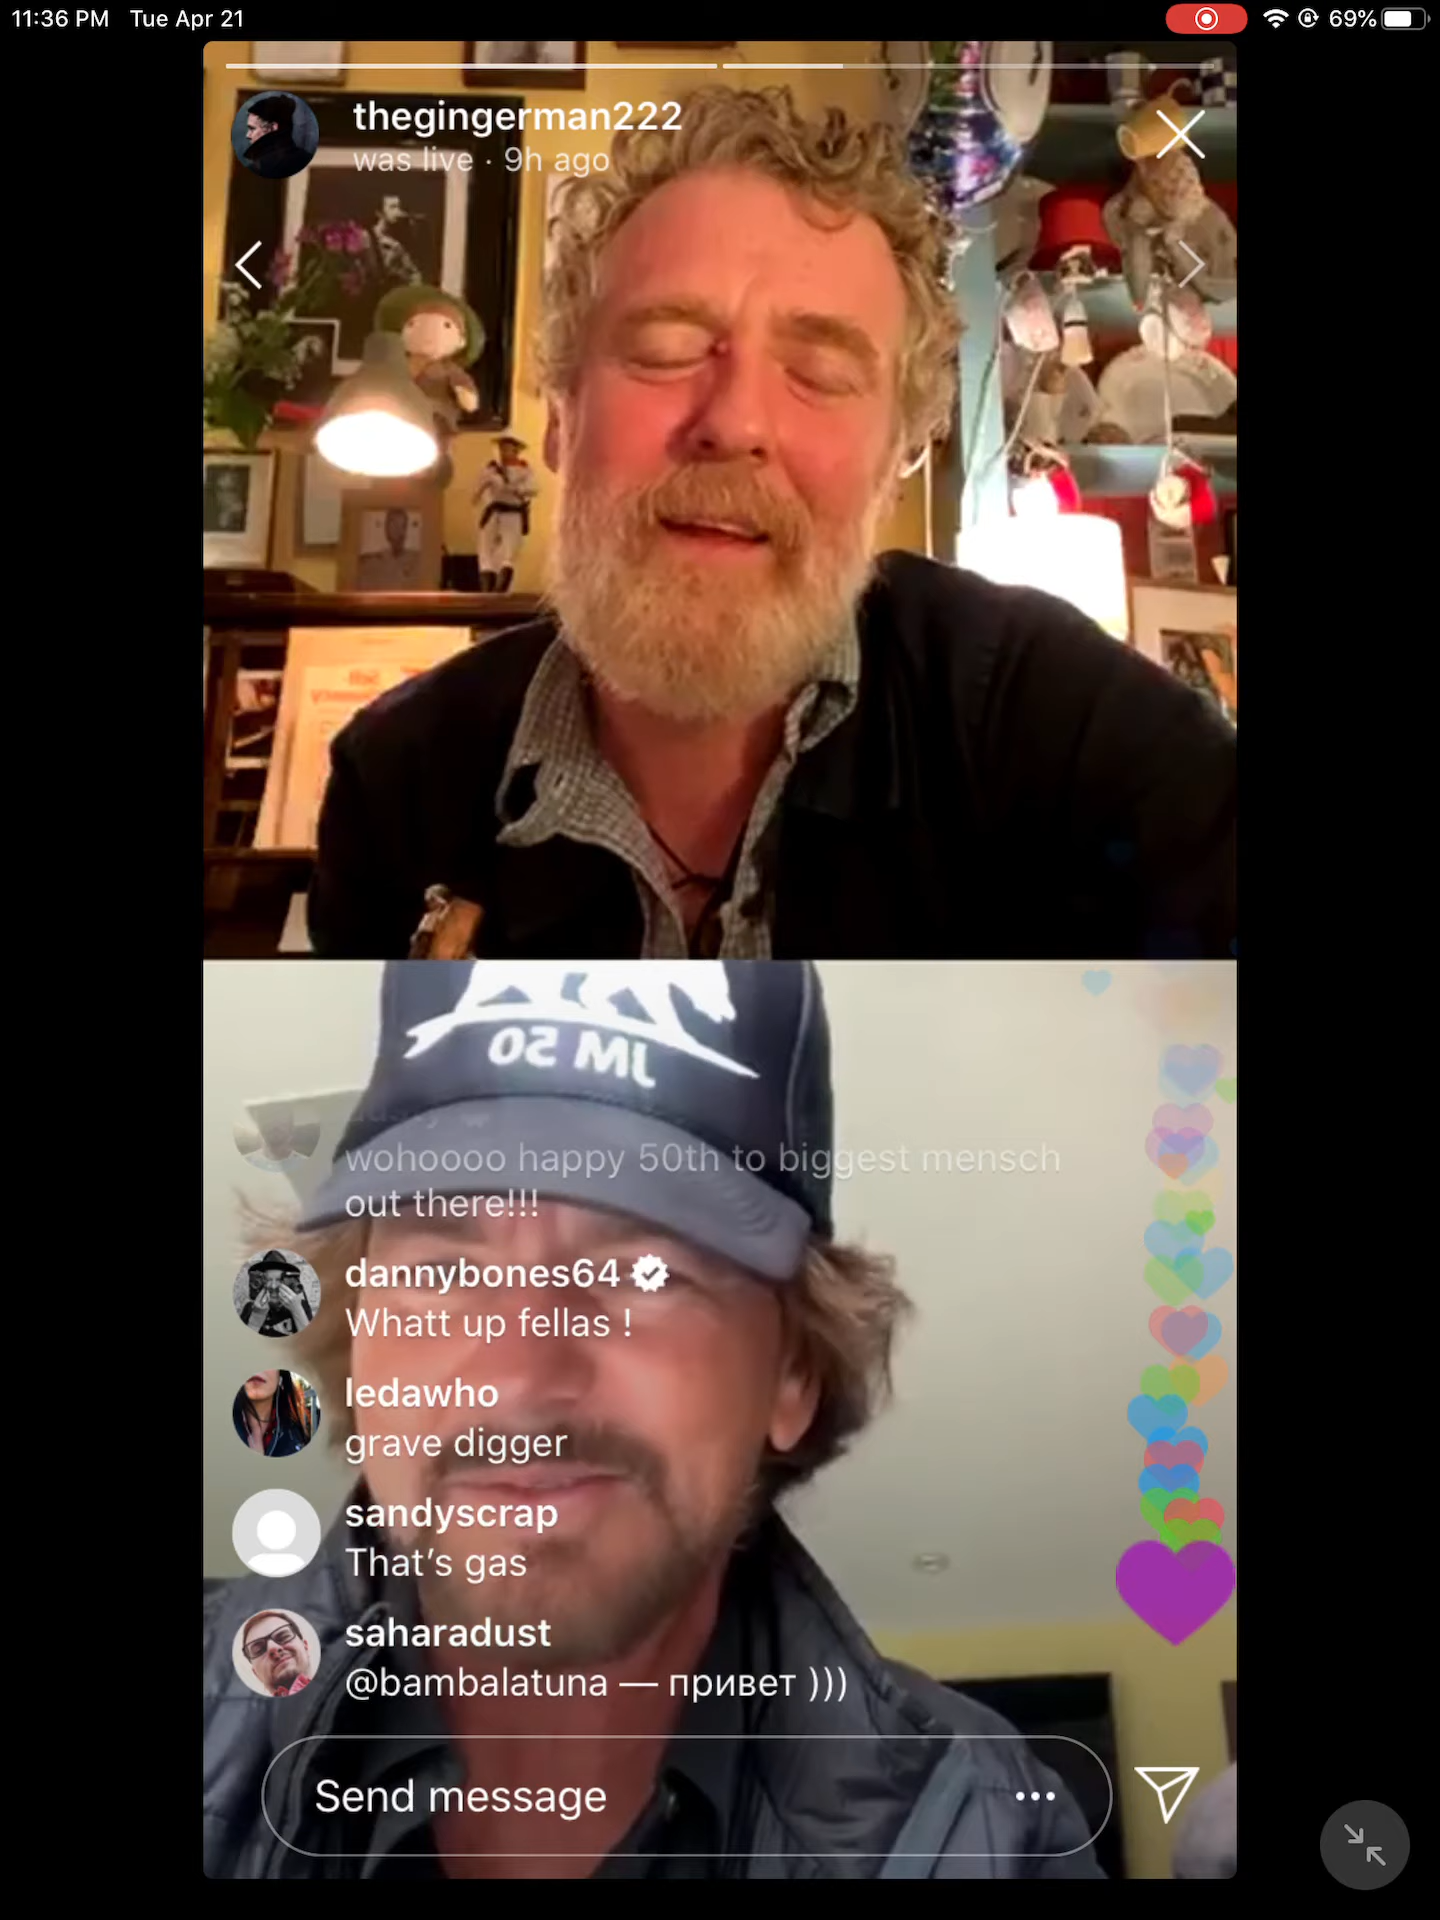 11:36 PM Tue Apr 21
69%
thegingerman222
was live · 9h ago
JM 50
wohoooo happy 50th to biggest mensch
out there!!!
dannybones64
Whatt up fellas !
ledawho
grave digger
sandyscrap
That’s gas
saharadust
@bambalatuna — привет )))
Send message